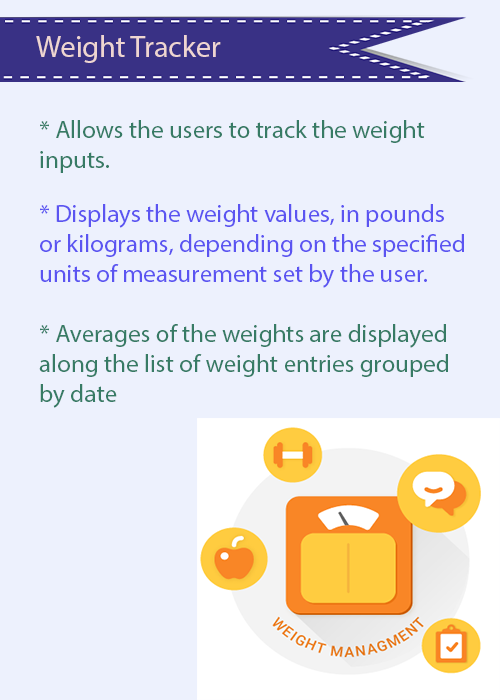 Weight Tracker
* Allows the users to track the weight
inputs.
* Displays the weight values, in pounds
or kilograms, depending on the specified
units of measurement set by the user.
* Averages of the weights are displayed
along the list of weight entries grouped
by date
WEIGHT MANAGMENT